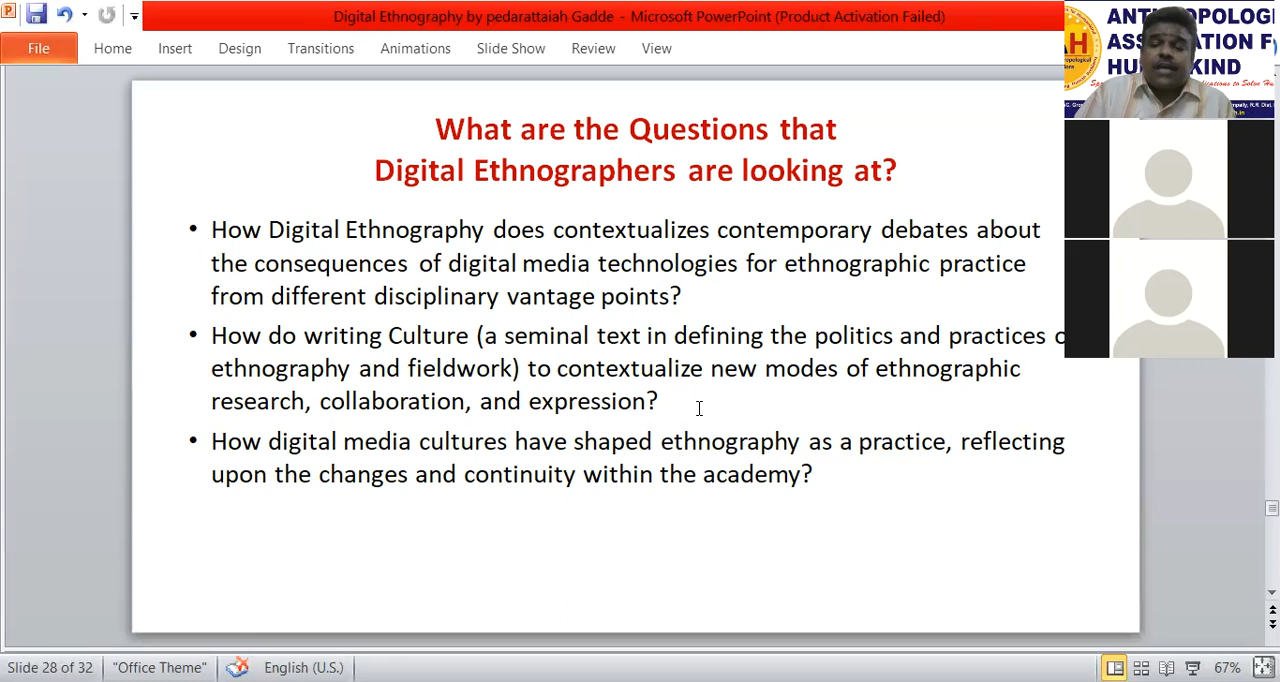 Digital Ethnography by pedarattaiah Gadde - Microsoft PowerPoint (Product Activation Failed)
File Home Insert Design Transitions Animations Slide Show Review View
What are the Questions that
Digital Ethnographers are looking at?
• How Digital Ethnography does contextualizes contemporary debates about
the consequences of digital media technologies for ethnographic practice
from different disciplinary vantage points?
• How do writing Culture (a seminal text in defining the politics and practices
ethnography and fieldwork) to contextualize new modes of ethnographic
research, collaboration, and expression?
• How digital media cultures have shaped ethnography as a practice, reflecting
upon the changes and continuity within the academy?
Slide 28 of 32 "Office Theme" English (U.S.) 67%